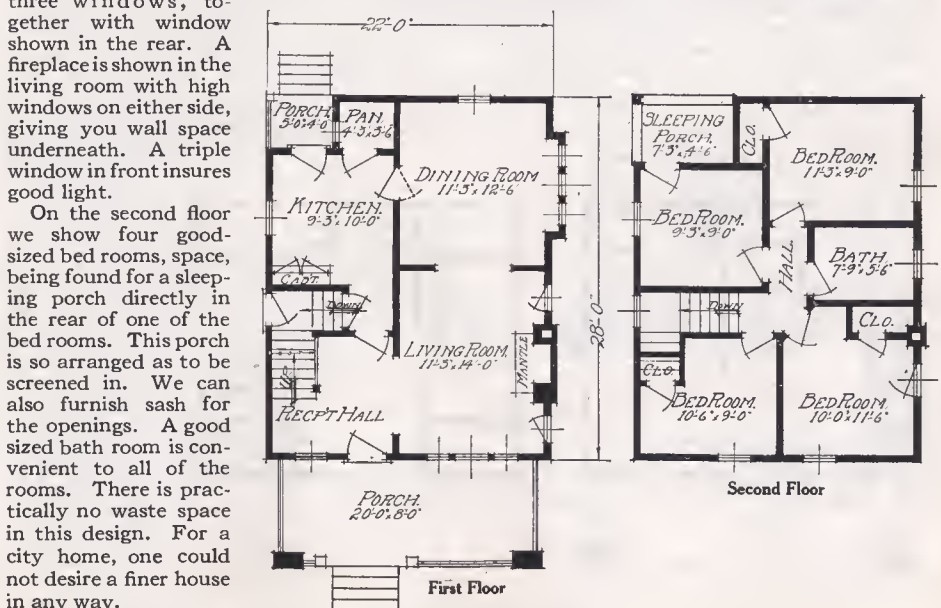 three windows, to-
gether with window
shown in the rear. A
fireplace is shown in the
living room with high
windows on either side,
giving you wall space
underneath. A triple
window in front insures
good light.
On the second floor
we show four good-
sized bed rooms, space,
being found for a sleep-
ing porch directly in
the rear of one of the
bed rooms. This porch
is so arranged as to be
screened in. We can
also furnish sash for
the openings. A good
sized bath room is con-
venient to all of the
rooms. There is prac-
tically no waste space
in this design. For a
city home, one could
not desire a finer house
in any way.
22'-0"
PORCH.
5'-0"x4'-0"
PAN.
4'-3"x3'-6"
DINING ROOM
11'-3"x12'-6"
KITCHEN.
9'-3"x10'-0"
CABT.
DOWN
UP
LIVING ROOM.
11'-3"x14'-0"
MANTLE
RECP'T HALL
28'-0"
PORCH.
20'-0"x8'-0"
First Floor
SLEEPING
PORCH.
7'-3"x4'-6"
CLO.
BED ROOM.
11'-3"x9'-0"
BED ROOM.
9'-3"x9'-0"
HALL
BATH
7'-9"x5'-6"
DOWN
CLO.
CLO.
BED ROOM.
10'-6"x9'-0"
BED ROOM.
10'-0"x11'-6"
Second Floor